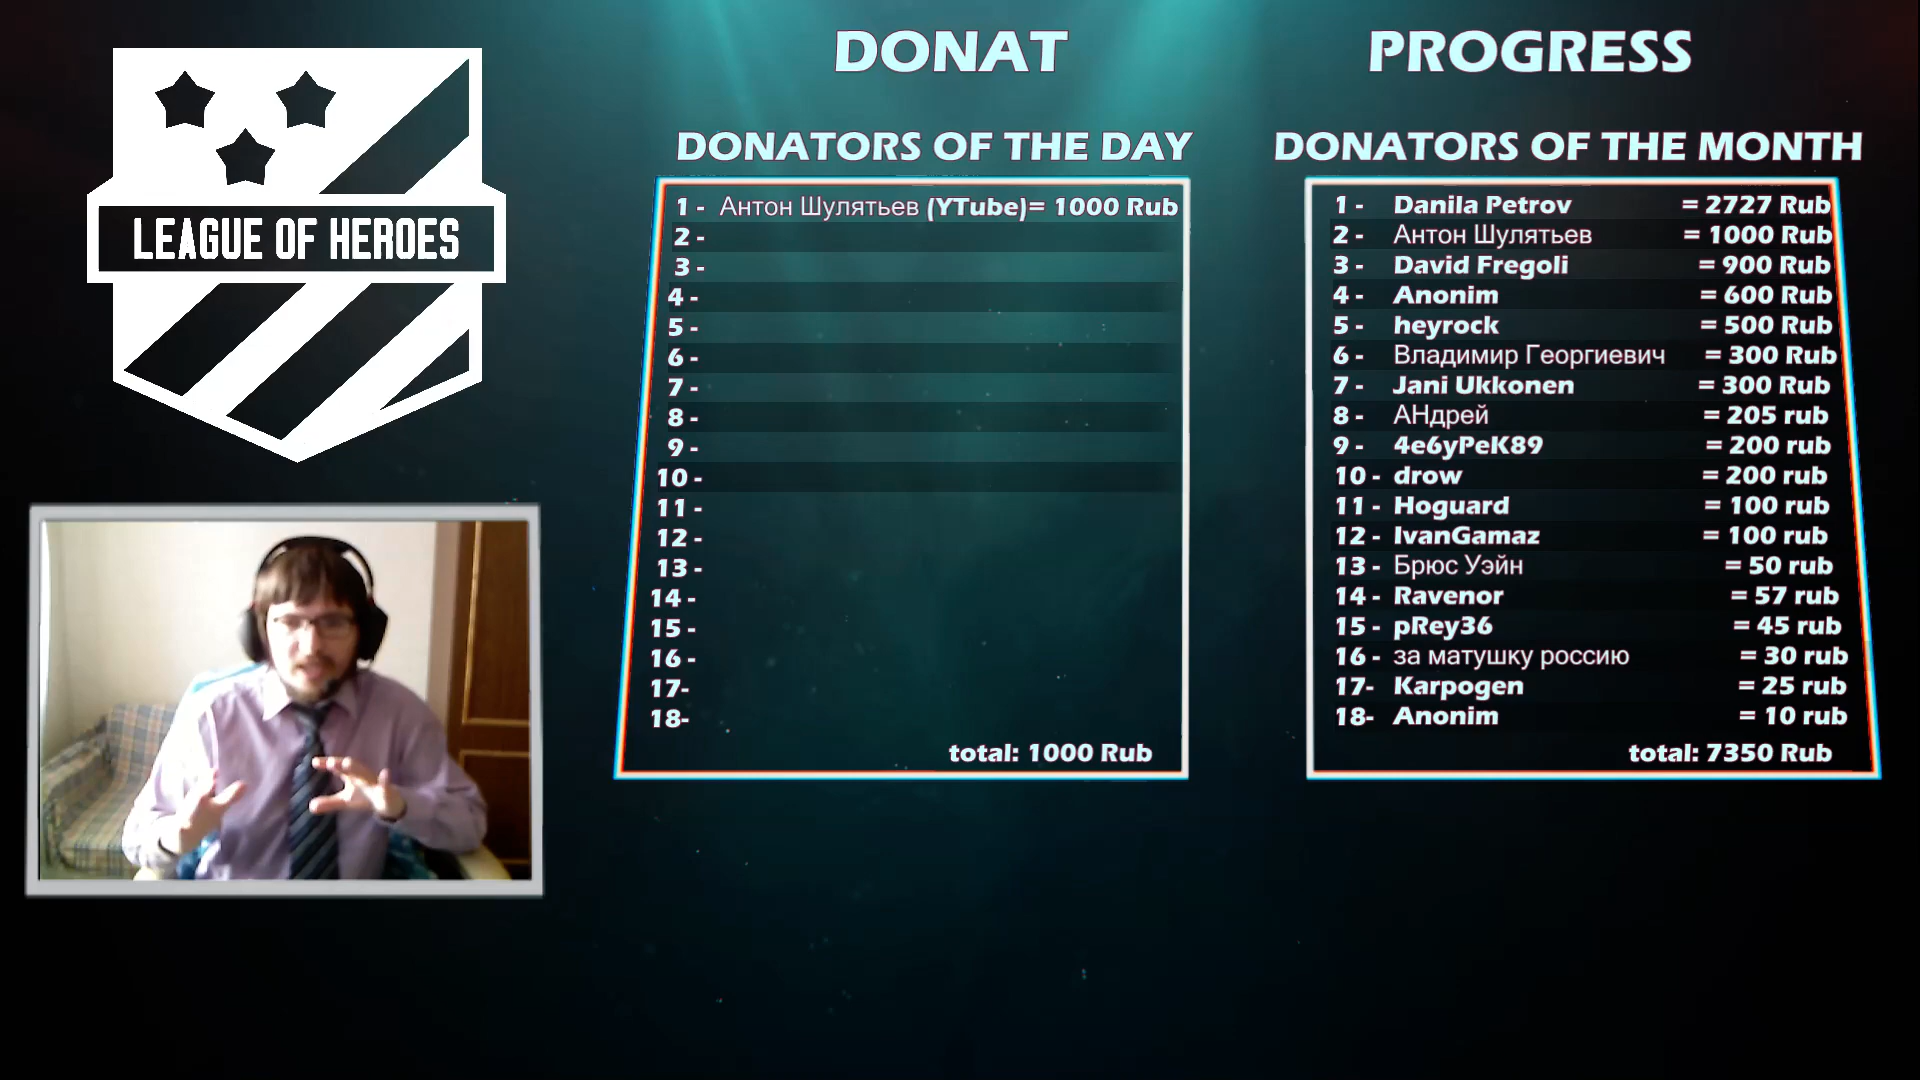 DONAT
PROGRESS
LEAGUE OF HEROES
DONATORS OF THE DAY
1 - Антон Шулятьев (YTube)= 1000 Rub
2 -
3 -
4 -
5 -
6 -
7 -
8 -
9 -
10 -
11 -
12 -
13 -
14 -
15 -
16 -
17-
18-
total: 1000 Rub
DONATORS OF THE MONTH
1 - Danila Petrov = 2727 Rub
2 - Антон Шулятьев = 1000 Rub
3 - David Fregoli = 900 Rub
4 - Anonim = 600 Rub
5 - heyrock = 500 Rub
6 - Владимир Георгиевич = 300 Rub
7 - Jani Ukkonen = 300 Rub
8 - АНдрей = 205 rub
9 - 4e6yPeK89 = 200 rub
10 - drow = 200 rub
11 - Hoguard = 100 rub
12 - IvanGamaz = 100 rub
13 - Брюс Уэйн = 50 rub
14 - Ravenor = 57 rub
15 - pRey36 = 45 rub
16 - за матушку россию = 30 rub
17- Karpogen = 25 rub
18- Anonim = 10 rub
total: 7350 Rub